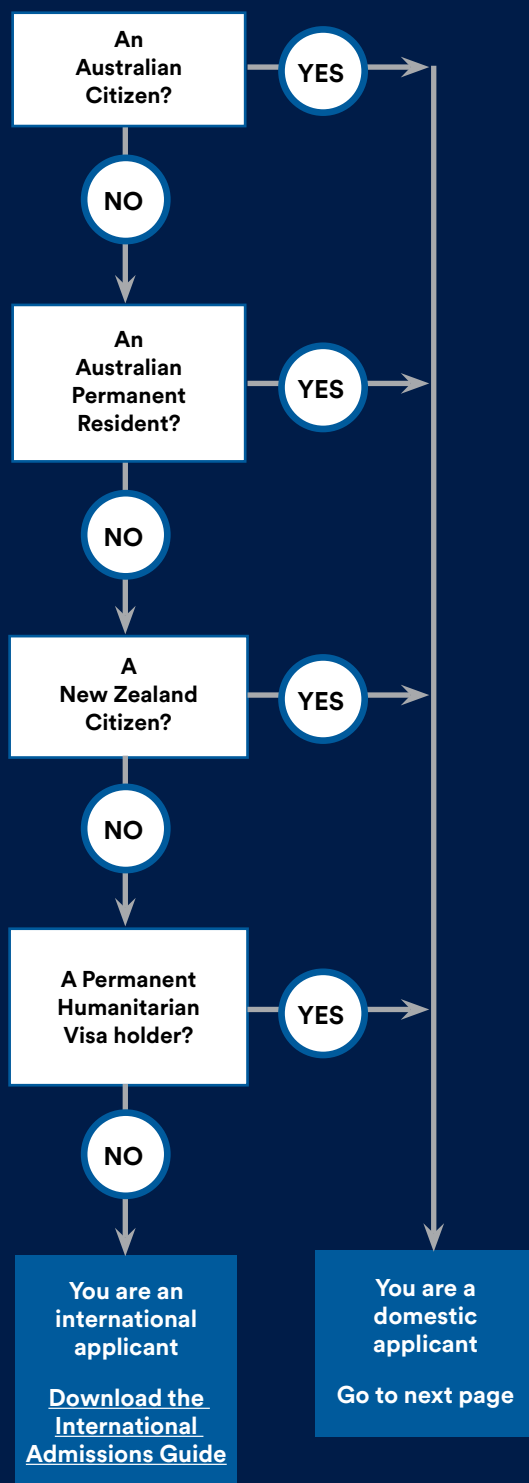 An
Australian
Citizen?
YES
NO
An
Australian
Permanent
Resident?
YES
NO
A
New Zealand
Citizen?
YES
NO
A Permanent
Humanitarian
Visa holder?
YES
NO
You are an
international
applicant
Download the
International
Admissions Guide
You are a
domestic
applicant
Go to next page